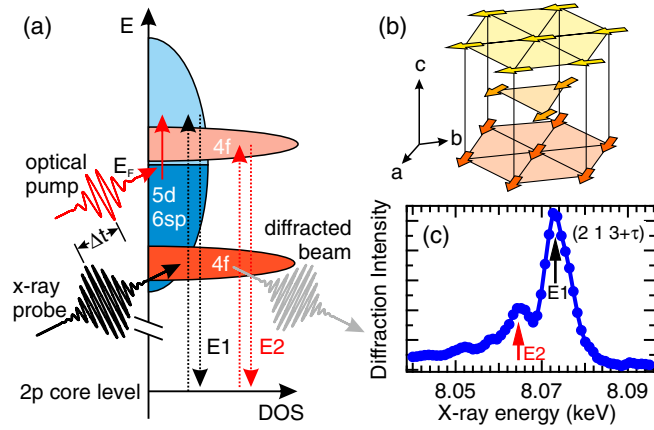 (a)
E
4f
optical
pump
E_F
5d
6sp
Δt
diffracted
beam
x-ray
probe
4f
E1
E2
2p core level
DOS
(b)
c
b
a
(c)
(2 1 3+τ)
Diffraction Intensity
E1
E2
8.05
8.07
8.09
X-ray energy (keV)